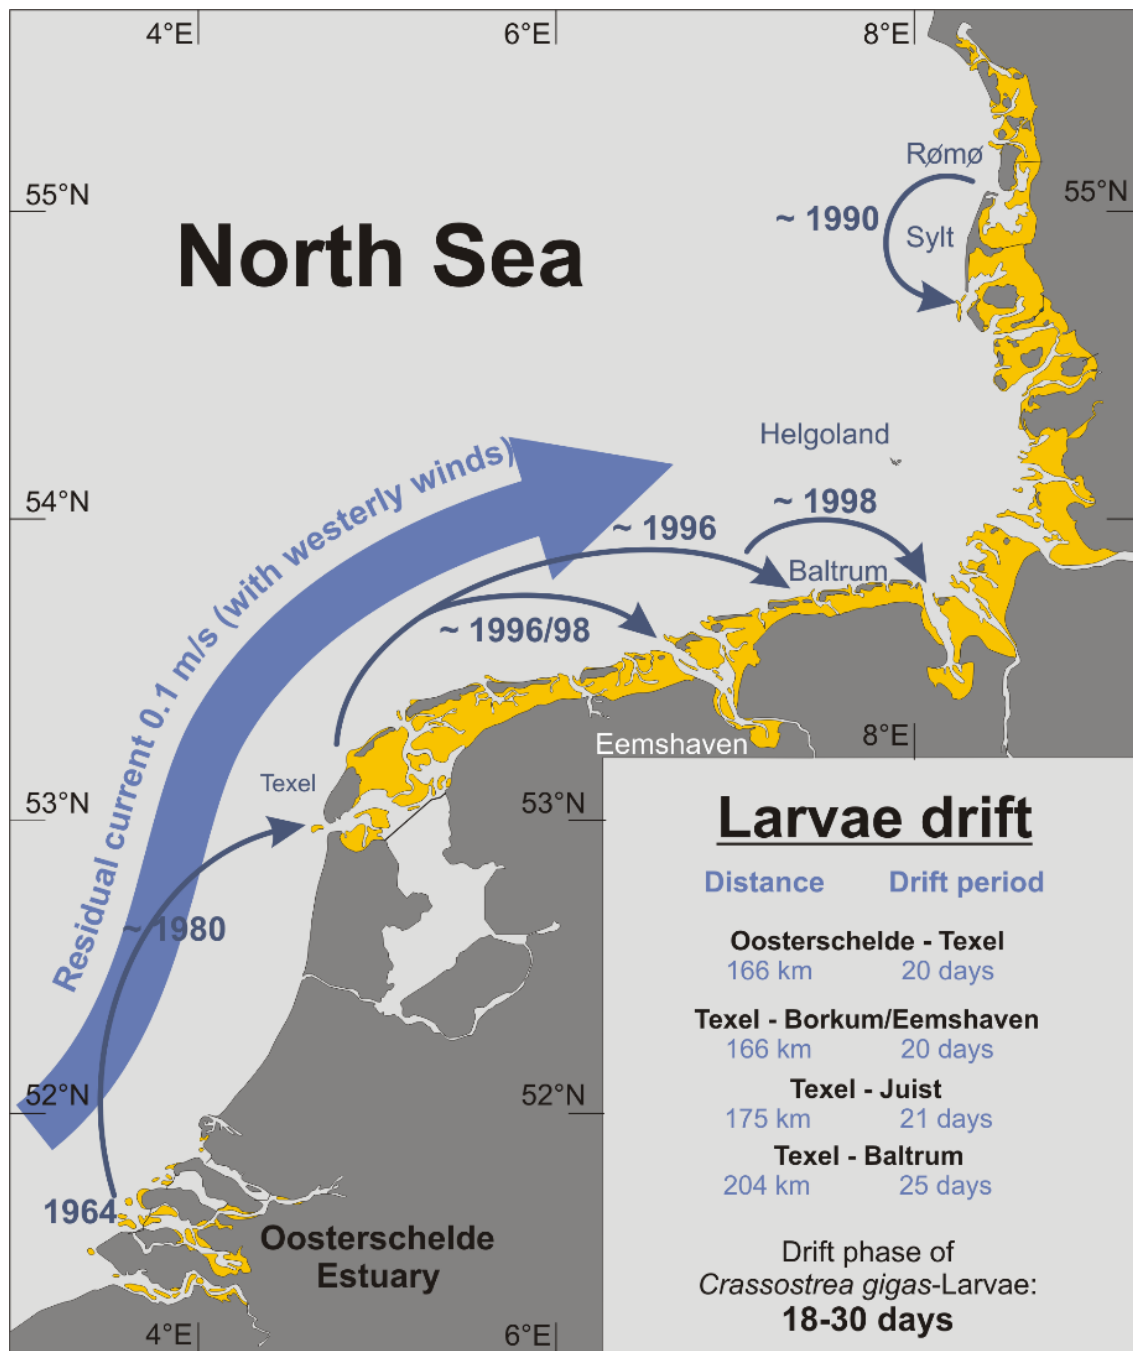 4°E
6°E
8°E
Rømø
55°N
55°N
~ 1990
Sylt
North Sea
Helgoland
54°N
~ 1998
~ 1996
Baltrum
Residual current 0.1 m/s (with westerly winds)
~ 1996/98
Eemshaven
8°E
Texel
53°N
53°N
~ 1980
52°N
52°N
1964
Oosterschelde
Estuary
4°E
6°E
Larvae drift
Distance Drift period
Oosterschelde - Texel
166 km 20 days
Texel - Borkum/Eemshaven
166 km 20 days
Texel - Juist
175 km 21 days
Texel - Baltrum
204 km 25 days
Drift phase of
Crassostrea gigas-Larvae:
18-30 days